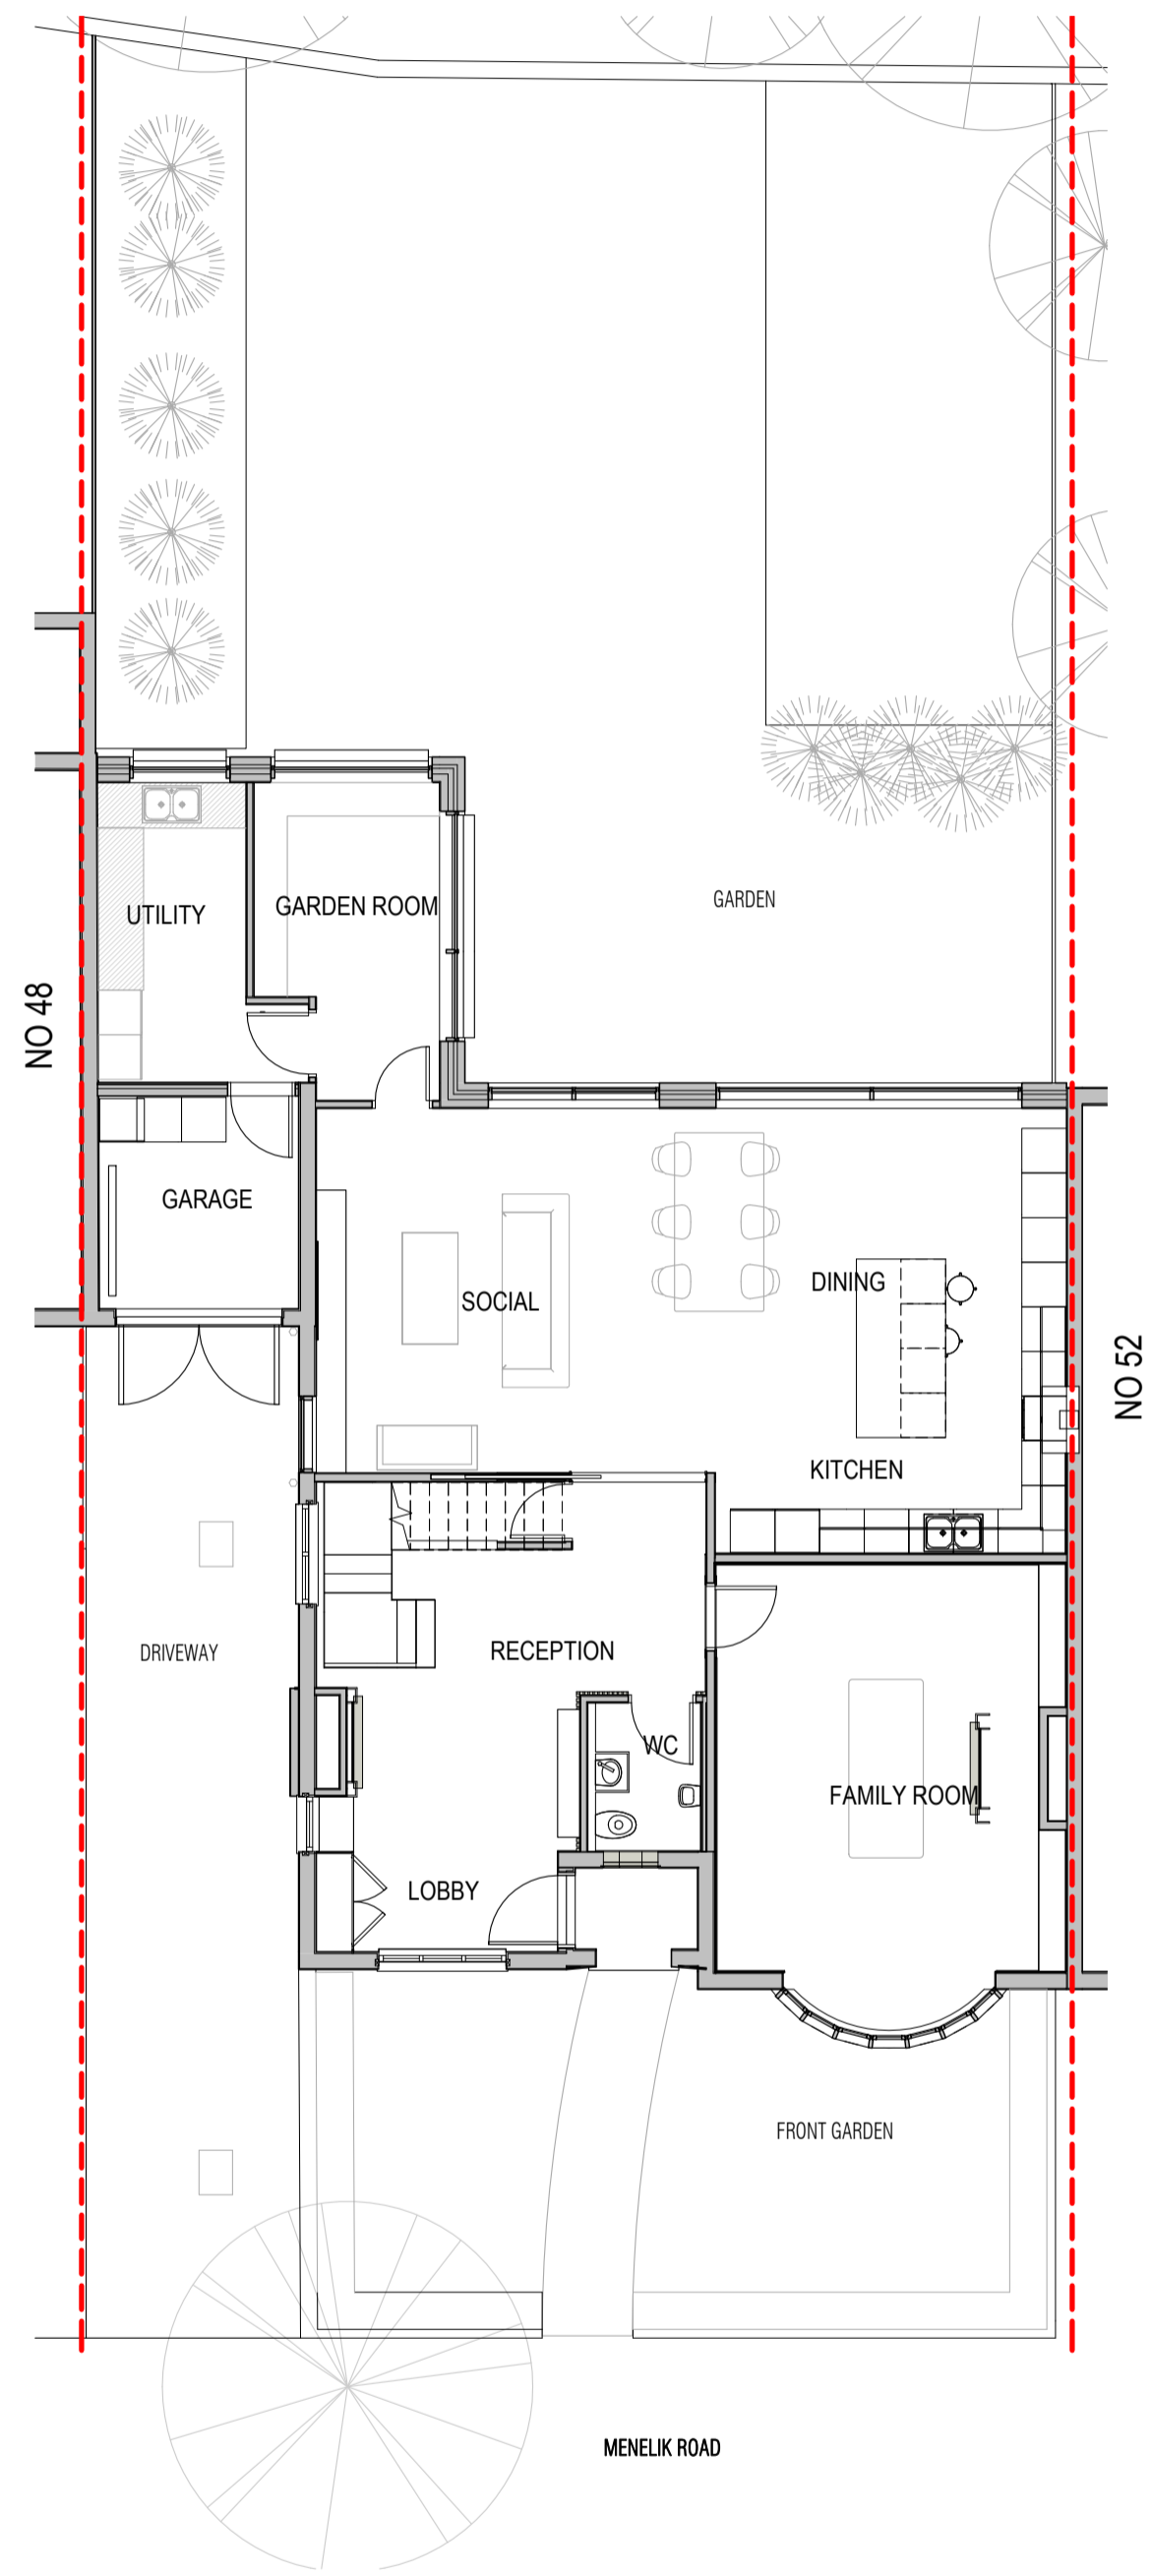 GARDEN
GARDEN ROOM
UTILITY
NO 48
GARAGE
DINING
SOCIAL
NO 52
KITCHEN
RECEPTION
DRIVEWAY
WC
FAMILY ROOM
LOBBY
FRONT GARDEN
MENELIK ROAD